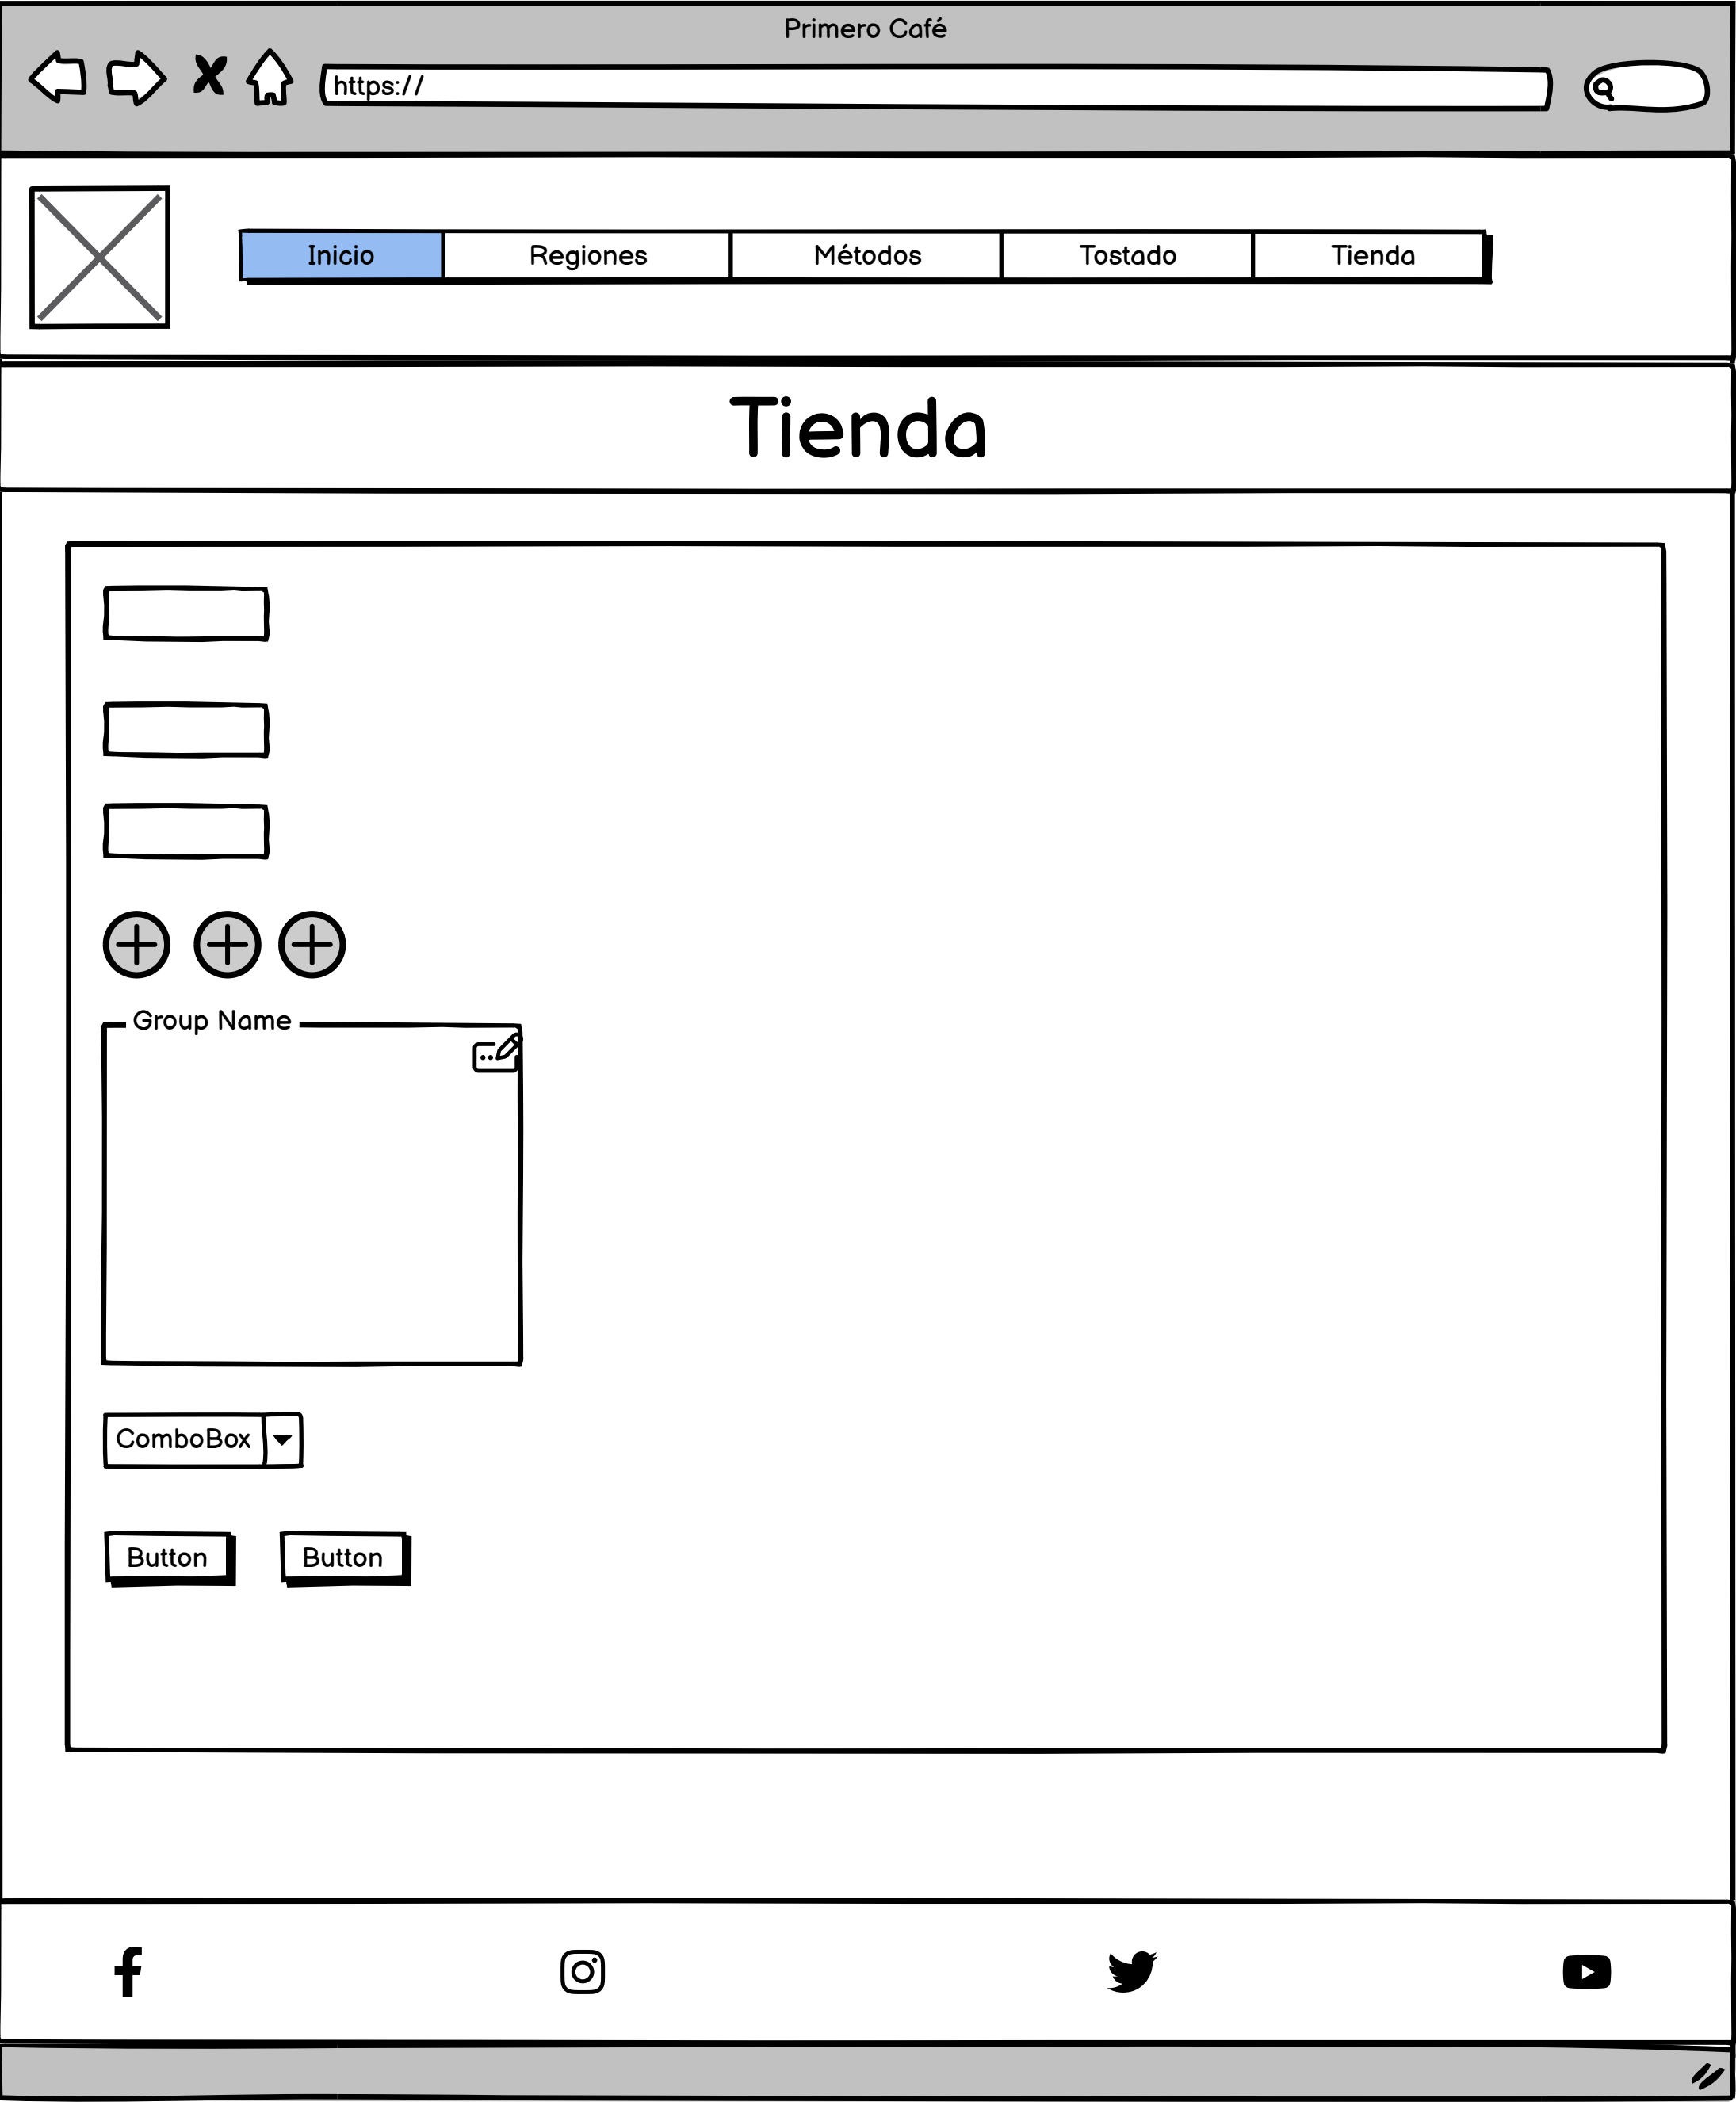 Primero Café
https://
Inicio Regiones Métodos Tostado Tienda
Tienda
Group Name
ComboBox
Button Button